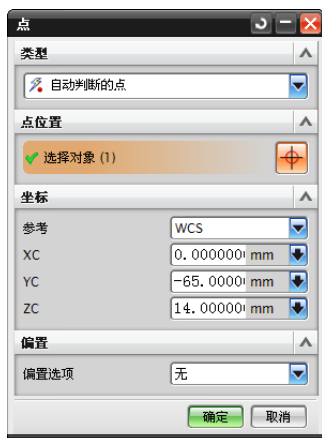 点
类型
自动判断的点
点位置
选择对象 (1)
坐标
参考 WCS
XC 0.000000 mm
YC -65.0000 mm
ZC 14.00000 mm
偏置
偏置选项 无
确定 取消